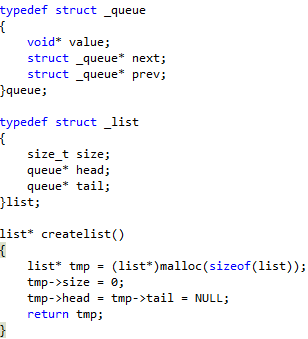 typedef struct _queue
{
    void* value;
    struct _queue* next;
    struct _queue* prev;
}queue;

typedef struct _list
{
    size_t size;
    queue* head;
    queue* tail;
}list;

list* createlist()
{
    list* tmp = (list*)malloc(sizeof(list));
    tmp->size = 0;
    tmp->head = tmp->tail = NULL;
    return tmp;
}